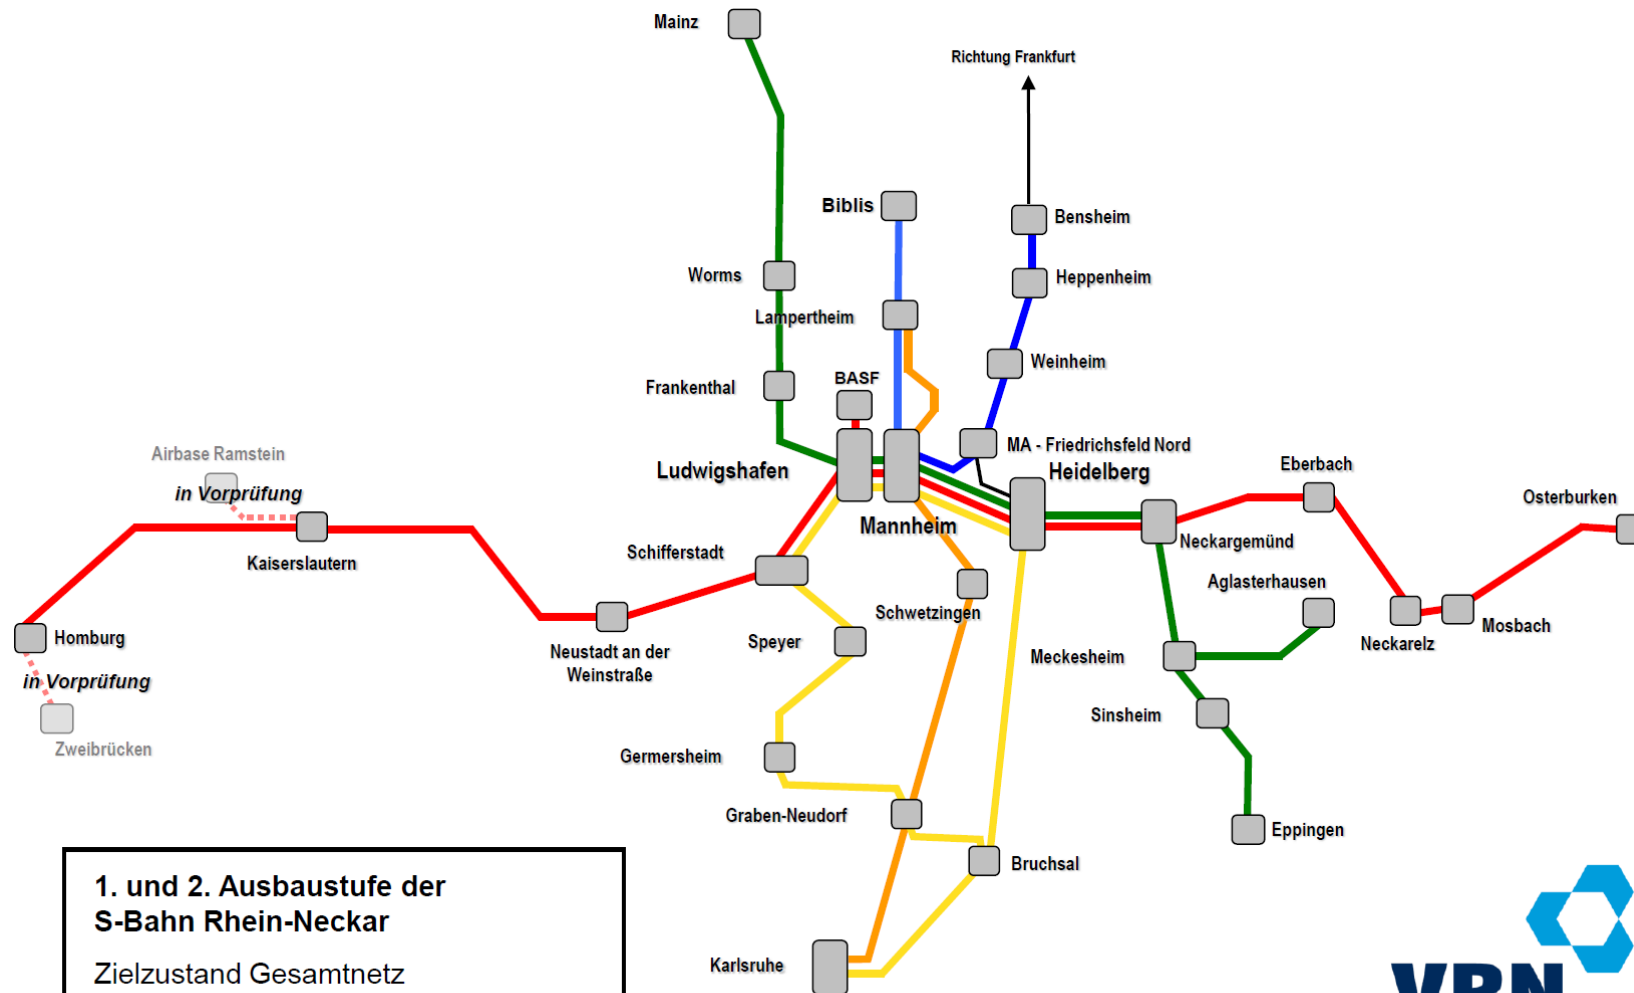 Mainz
Richtung Frankfurt
Biblis
Bensheim
Worms
Heppenheim
Lampertheim
Weinheim
Frankenthal
BASF
MA - Friedrichsfeld Nord
Airbase Ramstein
Ludwigshafen
Heidelberg
Eberbach
in Vorprüfung
Osterburken
Mannheim
Kaiserslautern
Schifferstadt
Neckargemünd
Aglasterhausen
Schwetzingen
Homburg
Speyer
Neckarelz
Mosbach
Neustadt an der
Weinstraße
Meckesheim
in Vorprüfung
Sinsheim
Zweibrücken
Germersheim
Graben-Neudorf
Eppingen
Bruchsal
1. und 2. Ausbaustufe der
S-Bahn Rhein-Neckar
Karlsruhe
Zielzustand Gesamtnetz
VRN